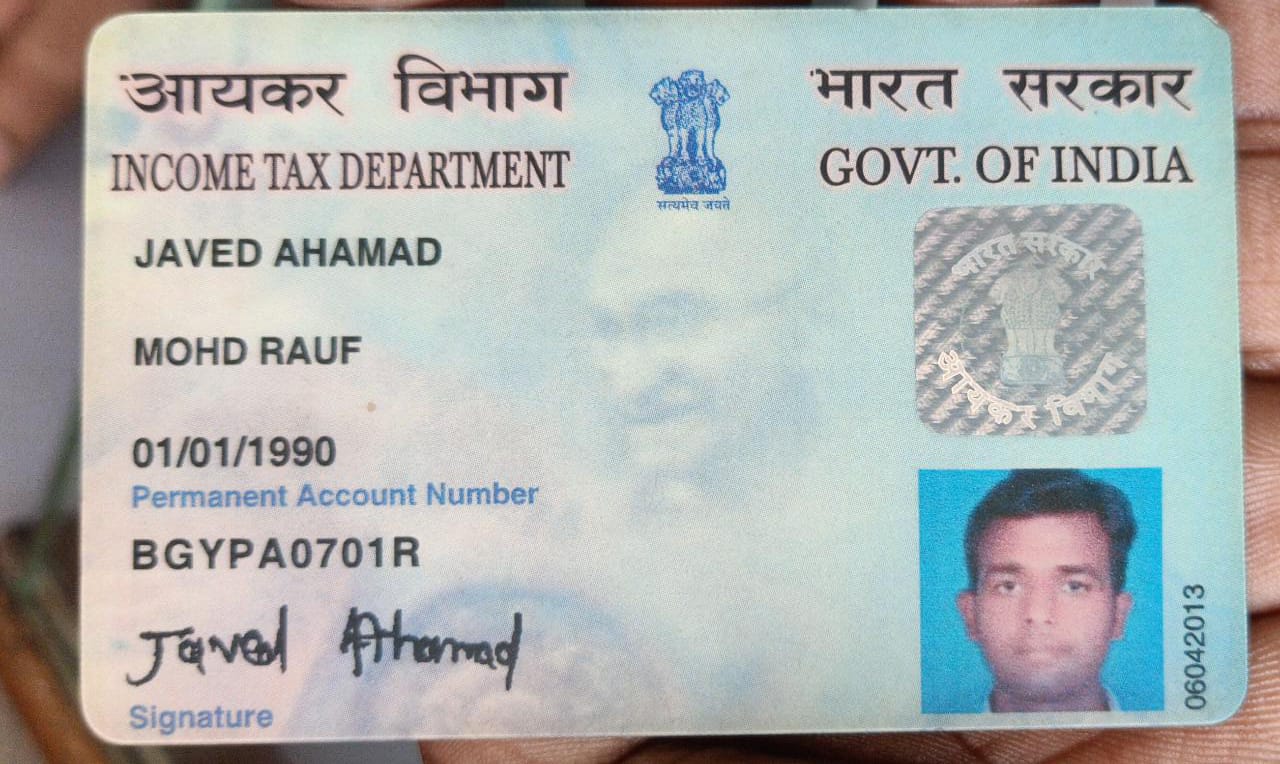 आयकर विभाग
INCOME TAX DEPARTMENT
सत्यमेव जयते
भारत सरकार
GOVT. OF INDIA
JAVED AHAMAD
MOHD RAUF
01/01/1990
Permanent Account Number
BGYPA0701R
Javed Ahamad
Signature
भारत सरकार
आयकर विभाग
06042013